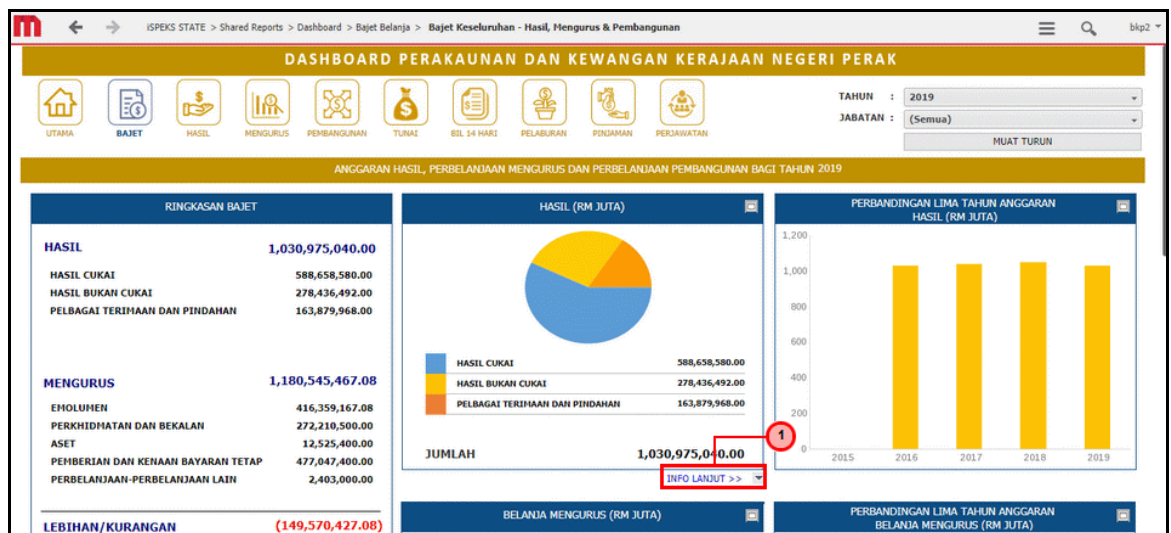 iSPEKS STATE > Shared Reports > Dashboard > Bajet Belanja > Bajet Keseluruhan - Hasil, Mengurus & Pembangunan
bkp2
DASHBOARD PERAKAUNAN DAN KEWANGAN KERAJAAN NEGERI PERAK
UTAMA BAJET HASIL MENGURUS PEMBANGUNAN TUNAI BIL 14 HARI PELABURAN PINJAMAN PERJAWATAN
TAHUN : 2019
JABATAN : (Semua)
MUAT TURUN
ANGGARAN HASIL, PERBELANJAAN MENGURUS DAN PERBELANJAAN PEMBANGUNAN BAGI TAHUN 2019
RINGKASAN BAJET
HASIL 1,030,975,040.00
HASIL CUKAI 588,658,580.00
HASIL BUKAN CUKAI 278,436,492.00
PELBAGAI TERIMAAN DAN PINDAHAN 163,879,968.00
MENGURUS 1,180,545,467.08
EMOLUMEN 416,359,167.08
PERKHIDMATAN DAN BEKALAN 272,210,500.00
ASET 12,525,400.00
PEMBERIAN DAN KENAAN BAYARAN TETAP 477,047,400.00
PERBELANJAAN-PERBELANJAAN LAIN 2,403,000.00
LEBIHAN/KURANGAN (149,570,427.08)
HASIL (RM JUTA)
HASIL CUKAI 588,658,580.00
HASIL BUKAN CUKAI 278,436,492.00
PELBAGAI TERIMAAN DAN PINDAHAN 163,879,968.00
JUMLAH 1,030,975,040.00
INFO LANJUT >>
1
BELANJA MENGURUS (RM JUTA)
PERBANDINGAN LIMA TAHUN ANGGARAN
HASIL (RM JUTA)
1,200
1,000
800
600
400
200
0
2015 2016 2017 2018 2019
PERBANDINGAN LIMA TAHUN ANGGARAN
BELANJA MENGURUS (RM JUTA)